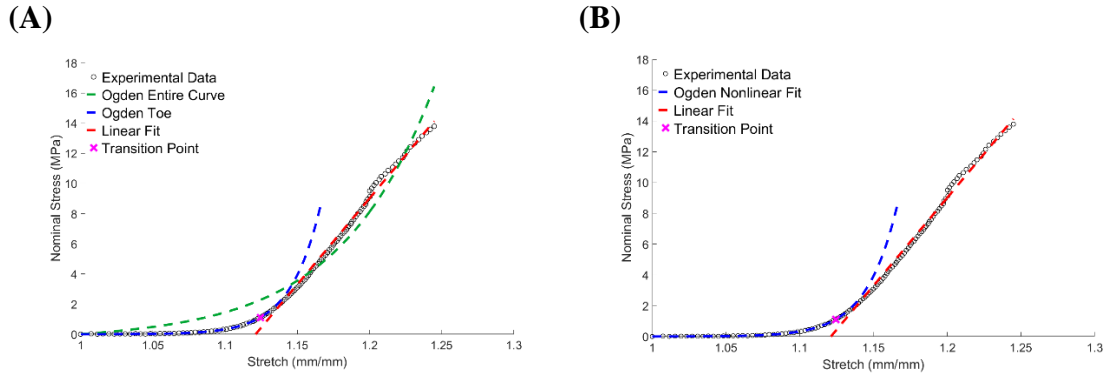 (A)
18
16
14
12
10
8
6
4
2
0
Nominal Stress (MPa)
Experimental Data
Ogden Entire Curve
Ogden Toe
Linear Fit
Transition Point
1
1.05
1.1
1.15
1.2
1.25
1.3
Stretch (mm/mm)
(B)
18
16
14
12
10
8
6
4
2
0
Nominal Stress (MPa)
Experimental Data
Ogden Nonlinear Fit
Linear Fit
Transition Point
1
1.05
1.1
1.15
1.2
1.25
1.3
Stretch (mm/mm)